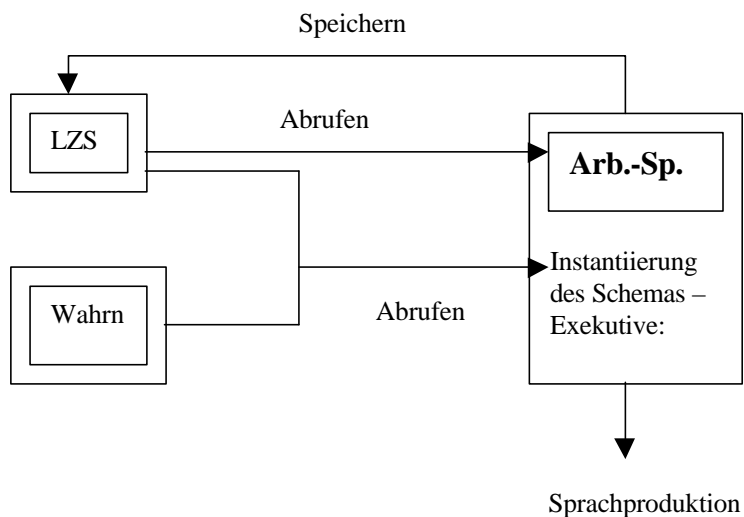 Speichern
LZS
Abrufen
Arb.-Sp.
Instantiierung
des Schemas –
Exekutive:
Wahrn
Abrufen
Sprachproduktion